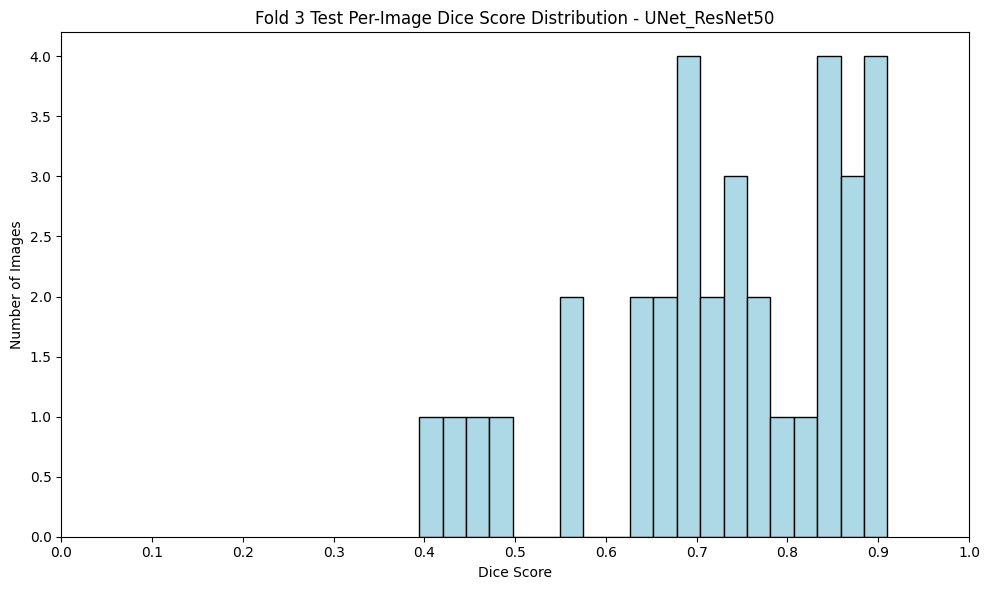 Fold 3 Test Per-Image Dice Score Distribution - UNet_ResNet50
Number of Images
4.0
3.5
3.0
2.5
2.0
1.5
1.0
0.5
0.0
0.0 0.1 0.2 0.3 0.4 0.5 0.6 0.7 0.8 0.9 1.0
Dice Score